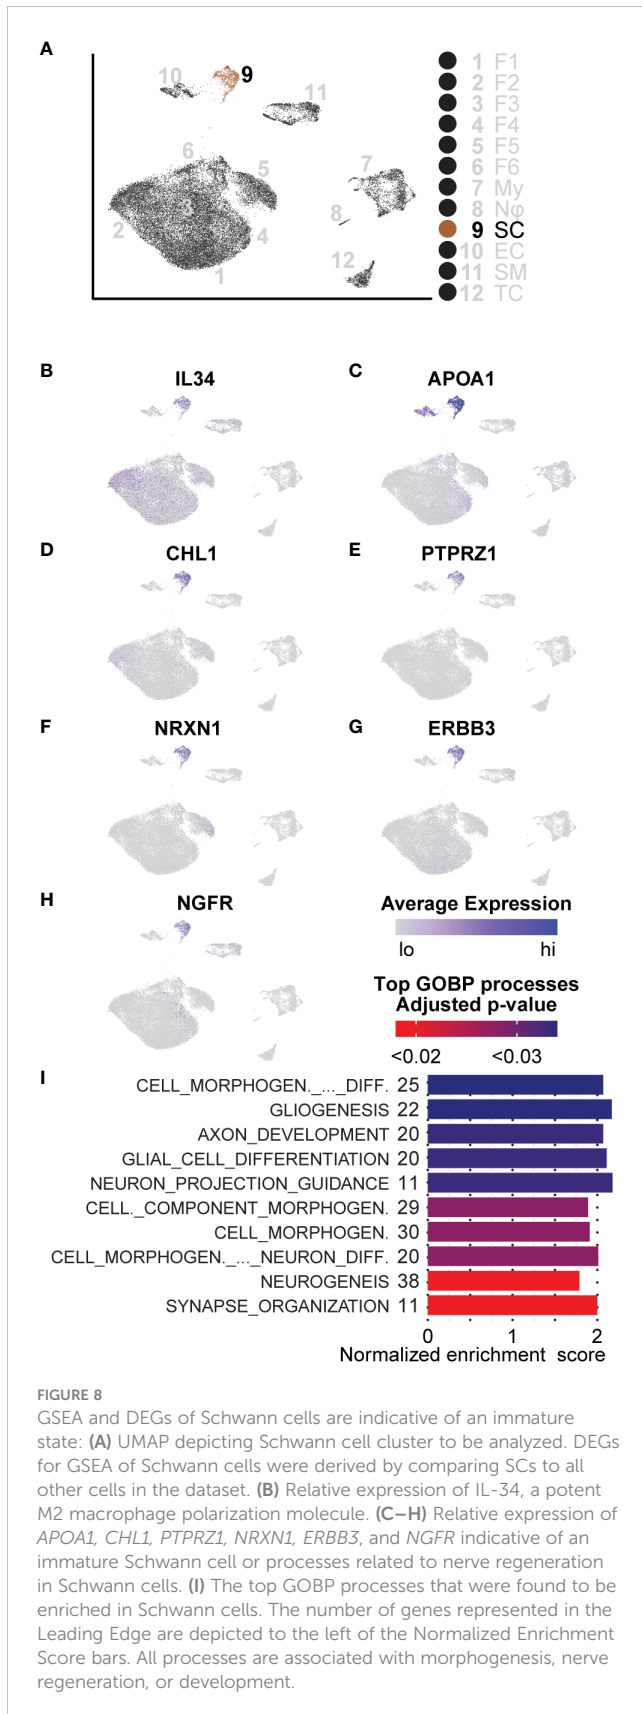 A
10
9
11
6
5
3
7
2
8
4
12
1
1 F1
2 F2
3 F3
4 F4
5 F5
6 F6
7 My
8 Nφ
9 SC
10 EC
11 SM
12 TC
B
IL34
C
APOA1
D
CHL1
E
PTPRZ1
F
NRXN1
G
ERBB3
H
NGFR
Average Expression
lo hi
Top GOBP processes
Adjusted p-value
<0.02 <0.03
I
CELL_MORPHOGEN._..._DIFF. 25
GLIOGENESIS 22
AXON_DEVELOPMENT 20
GLIAL_CELL_DIFFERENTIATION 20
NEURON_PROJECTION_GUIDANCE 11
CELL._COMPONENT_MORPHOGEN. 29
CELL_MORPHOGEN. 30
CELL_MORPHOGEN._..._NEURON_DIFF. 20
NEUROGENEIS 38
SYNAPSE_ORGANIZATION 11
0 1 2
Normalized enrichment score
FIGURE 8
GSEA and DEGs of Schwann cells are indicative of an immature
state: (A) UMAP depicting Schwann cell cluster to be analyzed. DEGs
for GSEA of Schwann cells were derived by comparing SCs to all
other cells in the dataset. (B) Relative expression of IL-34, a potent
M2 macrophage polarization molecule. (C–H) Relative expression of
APOA1, CHL1, PTPRZ1, NRXN1, ERBB3, and NGFR indicative of an
immature Schwann cell or processes related to nerve regeneration
in Schwann cells. (I) The top GOBP processes that were found to be
enriched in Schwann cells. The number of genes represented in the
Leading Edge are depicted to the left of the Normalized Enrichment
Score bars. All processes are associated with morphogenesis, nerve
regeneration, or development.